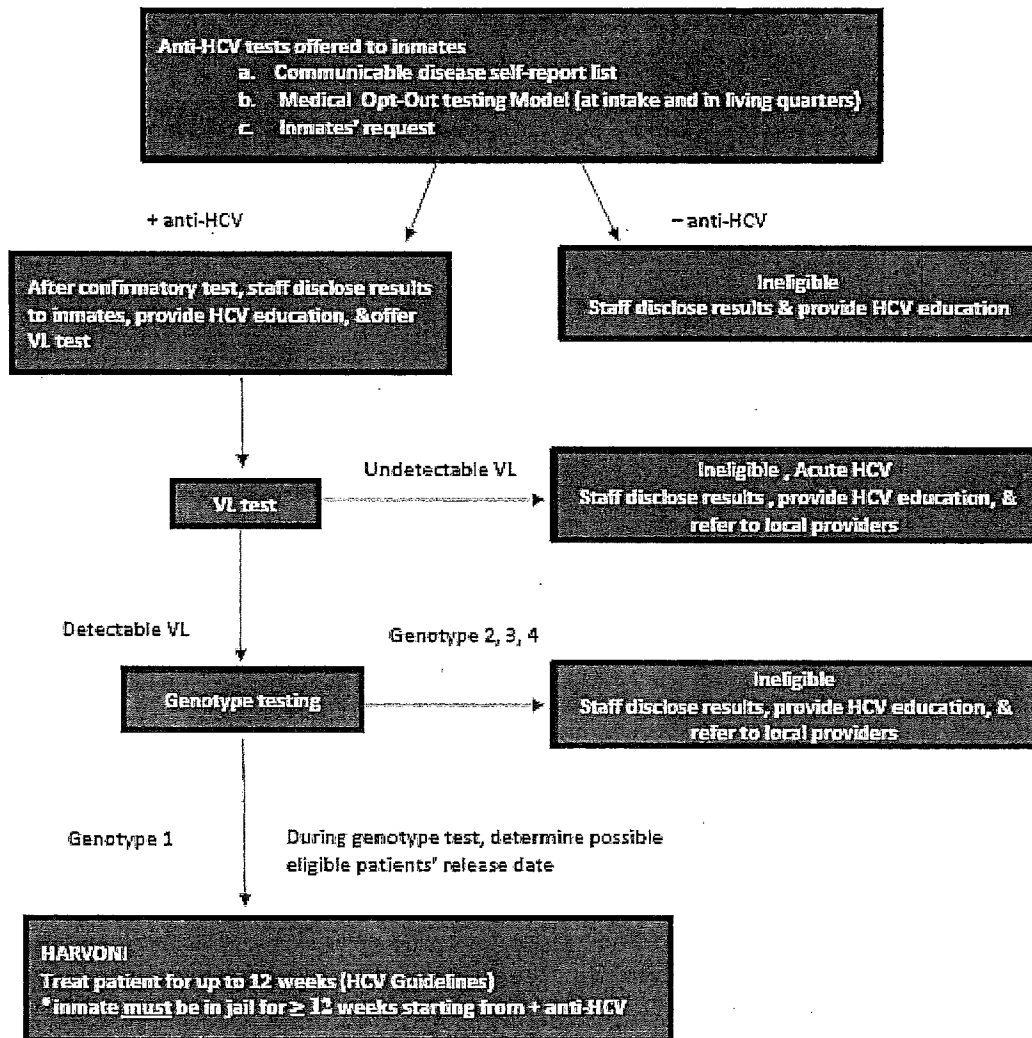 Anti-HCV tests offered to inmates
a. Communicable disease self-report list
b. Medical Opt-Out testing Model (at intake and in living quarters)
c. Inmates' request
+ anti-HCV
– anti-HCV
After confirmatory test, staff disclose results
to inmates, provide HCV education, &offer
VL test
Ineligible
Staff disclose results & provide HCV education
VL test
Undetectable VL
Ineligible , Acute HCV
Staff disclose results , provide HCV education, &
refer to local providers
Detectable VL
Genotype 2, 3, 4
Genotype testing
Ineligible
Staff disclose results, provide HCV education, &
refer to local providers
Genotype 1
During genotype test, determine possible
eligible patients' release date
HARVONI
Treat patient for up to 12 weeks (HCV Guidelines)
*inmate must be in jail for ≥ 12 weeks starting from + anti-HCV